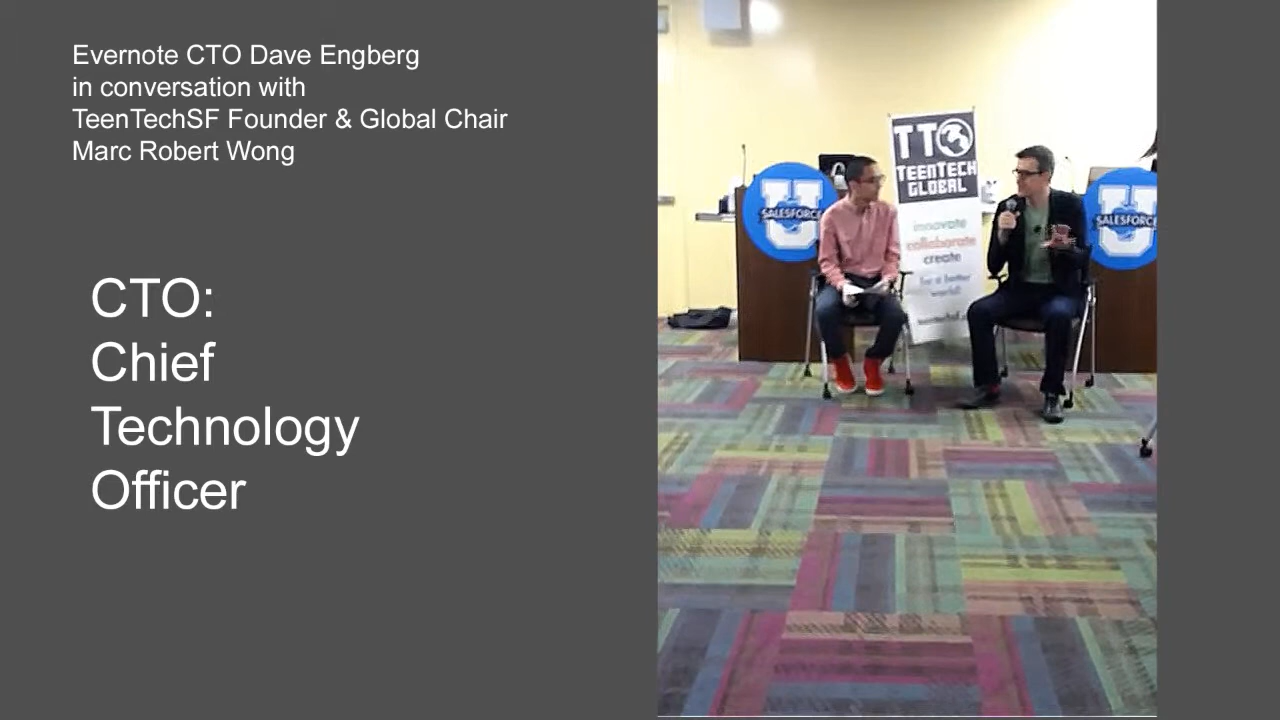 Evernote CTO Dave Engberg
in conversation with
TeenTechSF Founder & Global Chair
Marc Robert Wong
CTO:
Chief
Technology
Officer
TT
TEENTECH
GLOBAL
innovate
collaborate
create
for a better
world!
U
SALESFORCE
U
SALESFORCE